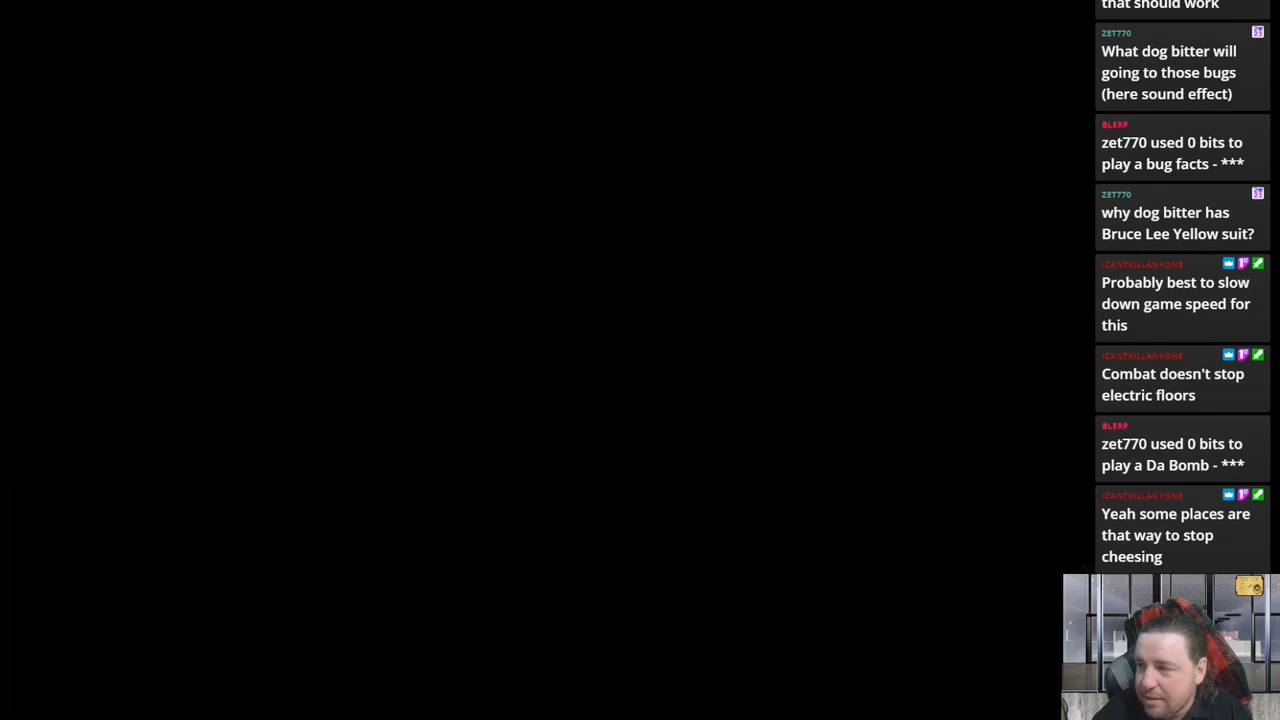 that should work
ZET770
What dog bitter will
going to those bugs
(here sound effect)
BLERP
zet770 used 0 bits to
play a bug facts - ***
ZET770
why dog bitter has
Bruce Lee Yellow suit?
ICANTKILLANYONE
Probably best to slow
down game speed for
this
ICANTKILLANYONE
Combat doesn't stop
electric floors
BLERP
zet770 used 0 bits to
play a Da Bomb - ***
ICANTKILLANYONE
Yeah some places are
that way to stop
cheesing